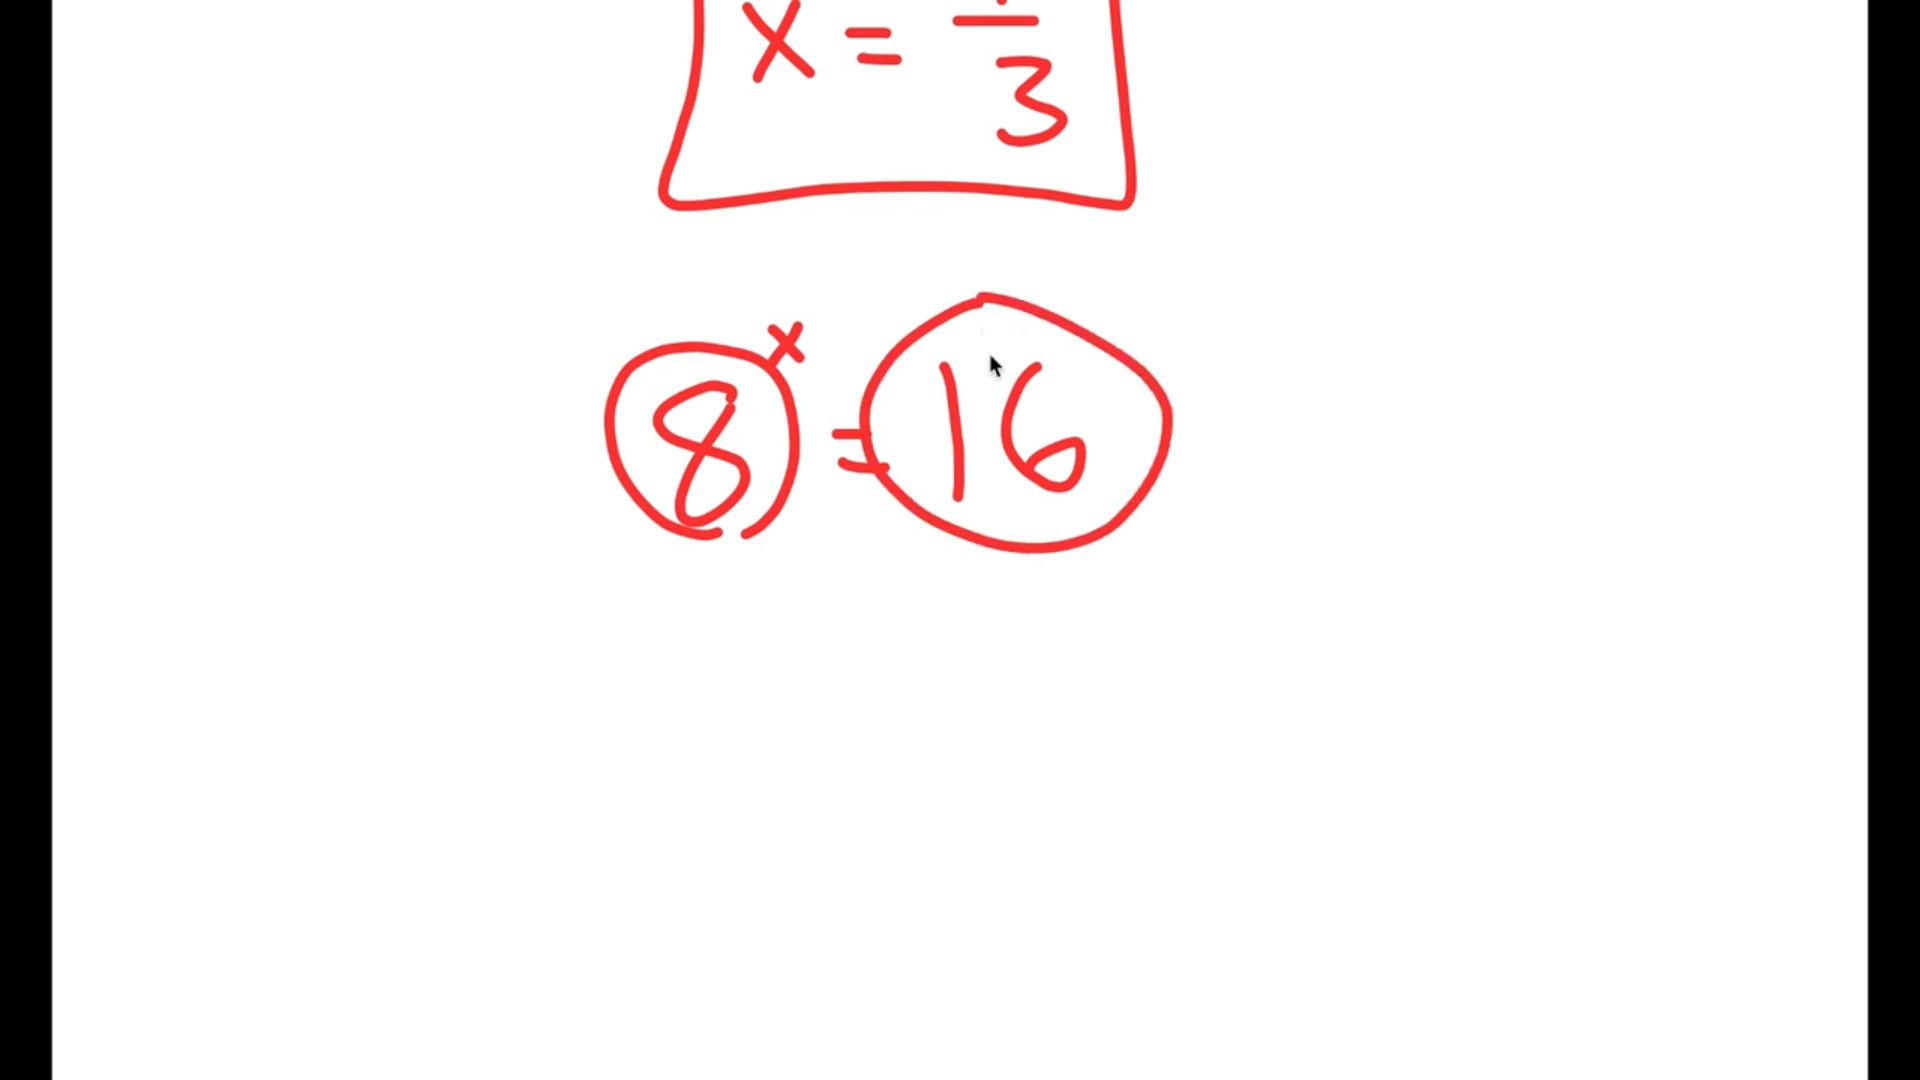 x = /3
8^x = 16